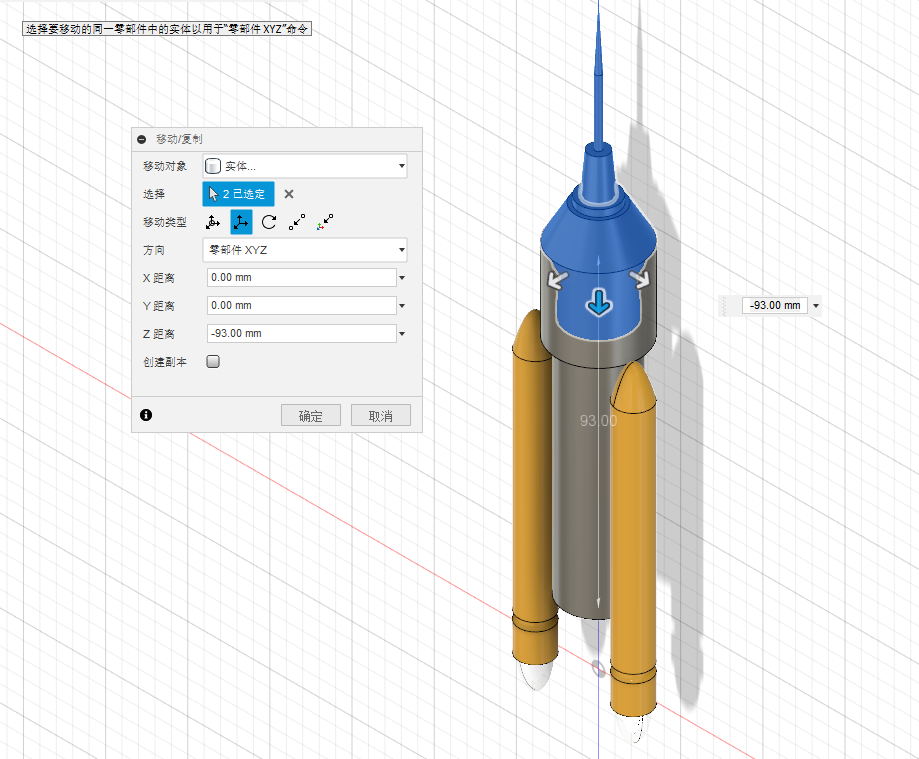 选择要移动的同一零部件中的实体以用于“零部件 XYZ”命令
移动/复制
移动对象 实体...
选择 2 已选定
移动类型
方向 零部件 XYZ
X 距离 0.00 mm
Y 距离 0.00 mm
Z 距离 -93.00 mm
创建副本
确定 取消
-93.00 mm
93.00